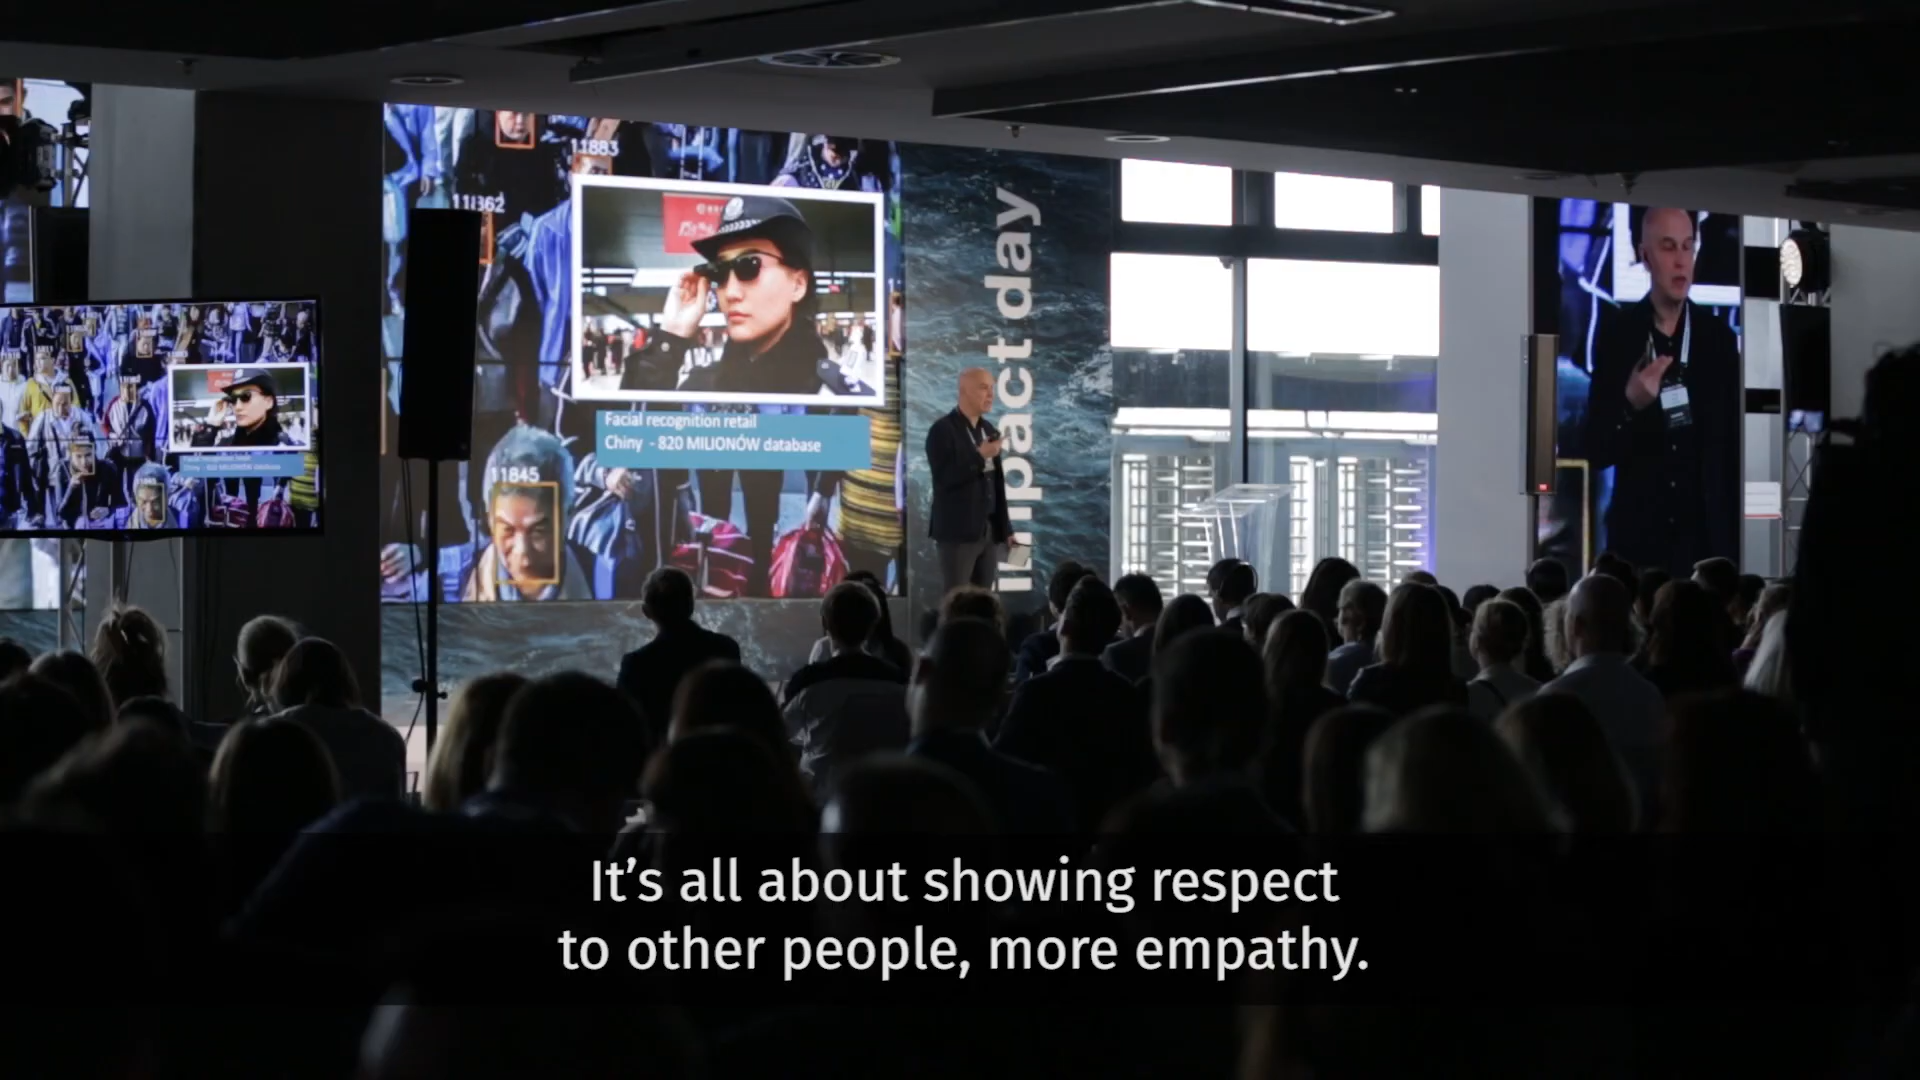 11883
11862
Facial recognition retail
Chiny - 820 MILIONÓW database
11845
impact day
It's all about showing respect
to other people, more empathy.